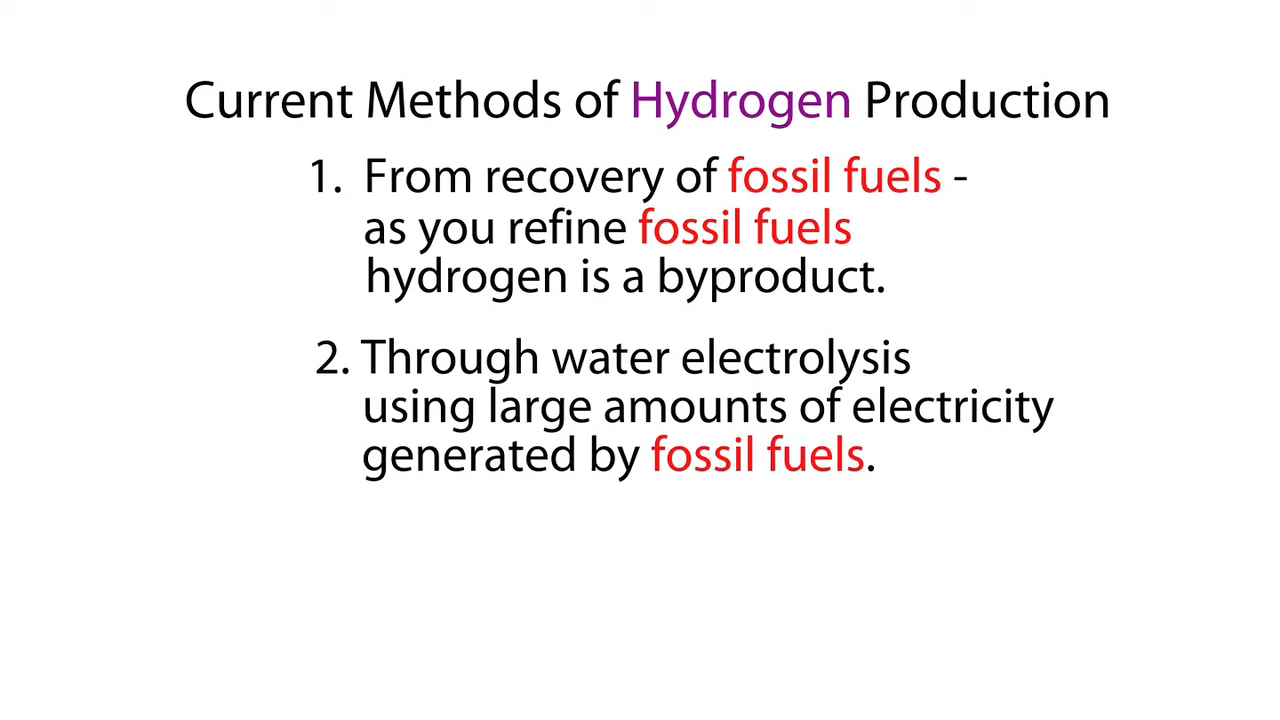 Current Methods of Hydrogen Production
1. From recovery of fossil fuels -
as you refine fossil fuels
hydrogen is a byproduct.
2. Through water electrolysis
using large amounts of electricity
generated by fossil fuels.